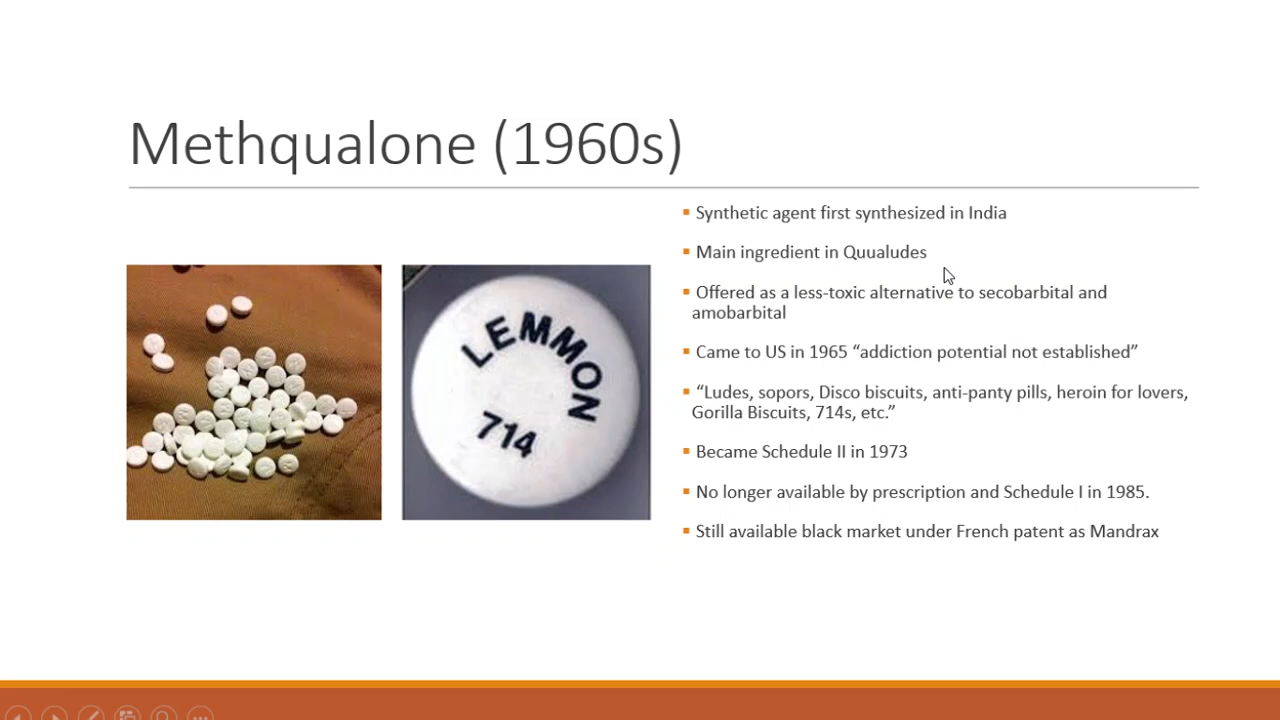 Methqualone (1960s)
▪ Synthetic agent first synthesized in India
▪ Main ingredient in Quualudes
▪ Offered as a less-toxic alternative to secobarbital and
amobarbital
▪ Came to US in 1965 “addiction potential not established”
▪ “Ludes, sopors, Disco biscuits, anti-panty pills, heroin for lovers,
Gorilla Biscuits, 714s, etc.”
▪ Became Schedule II in 1973
▪ No longer available by prescription and Schedule I in 1985.
▪ Still available black market under French patent as Mandrax
LEMMON
714